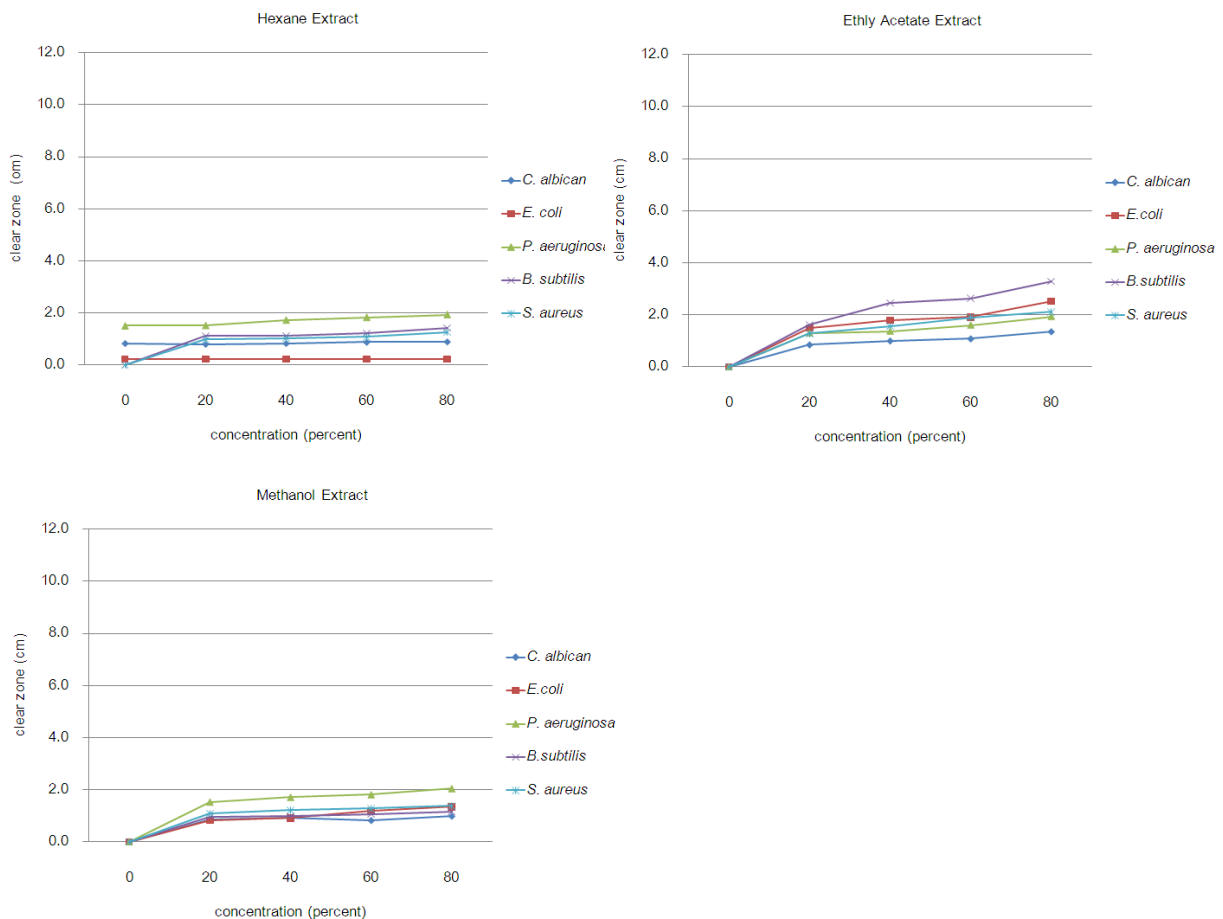 Hexane Extract
12.0
10.0
8.0
6.0
4.0
2.0
0.0
clear zone (om)
0 20 40 60 80
concentration (percent)
C. albican
E. coli
P. aeruginosa
B. subtilis
S. aureus
Ethly Acetate Extract
12.0
10.0
8.0
6.0
4.0
2.0
0.0
clear zone (cm)
0 20 40 60 80
concentration (percent)
C. albican
E.coli
P. aeruginosa
B.subtilis
S. aureus
Methanol Extract
12.0
10.0
8.0
6.0
4.0
2.0
0.0
clear zone (cm)
0 20 40 60 80
concentration (percent)
C. albican
E.coli
P. aeruginosa
B.subtilis
S. aureus